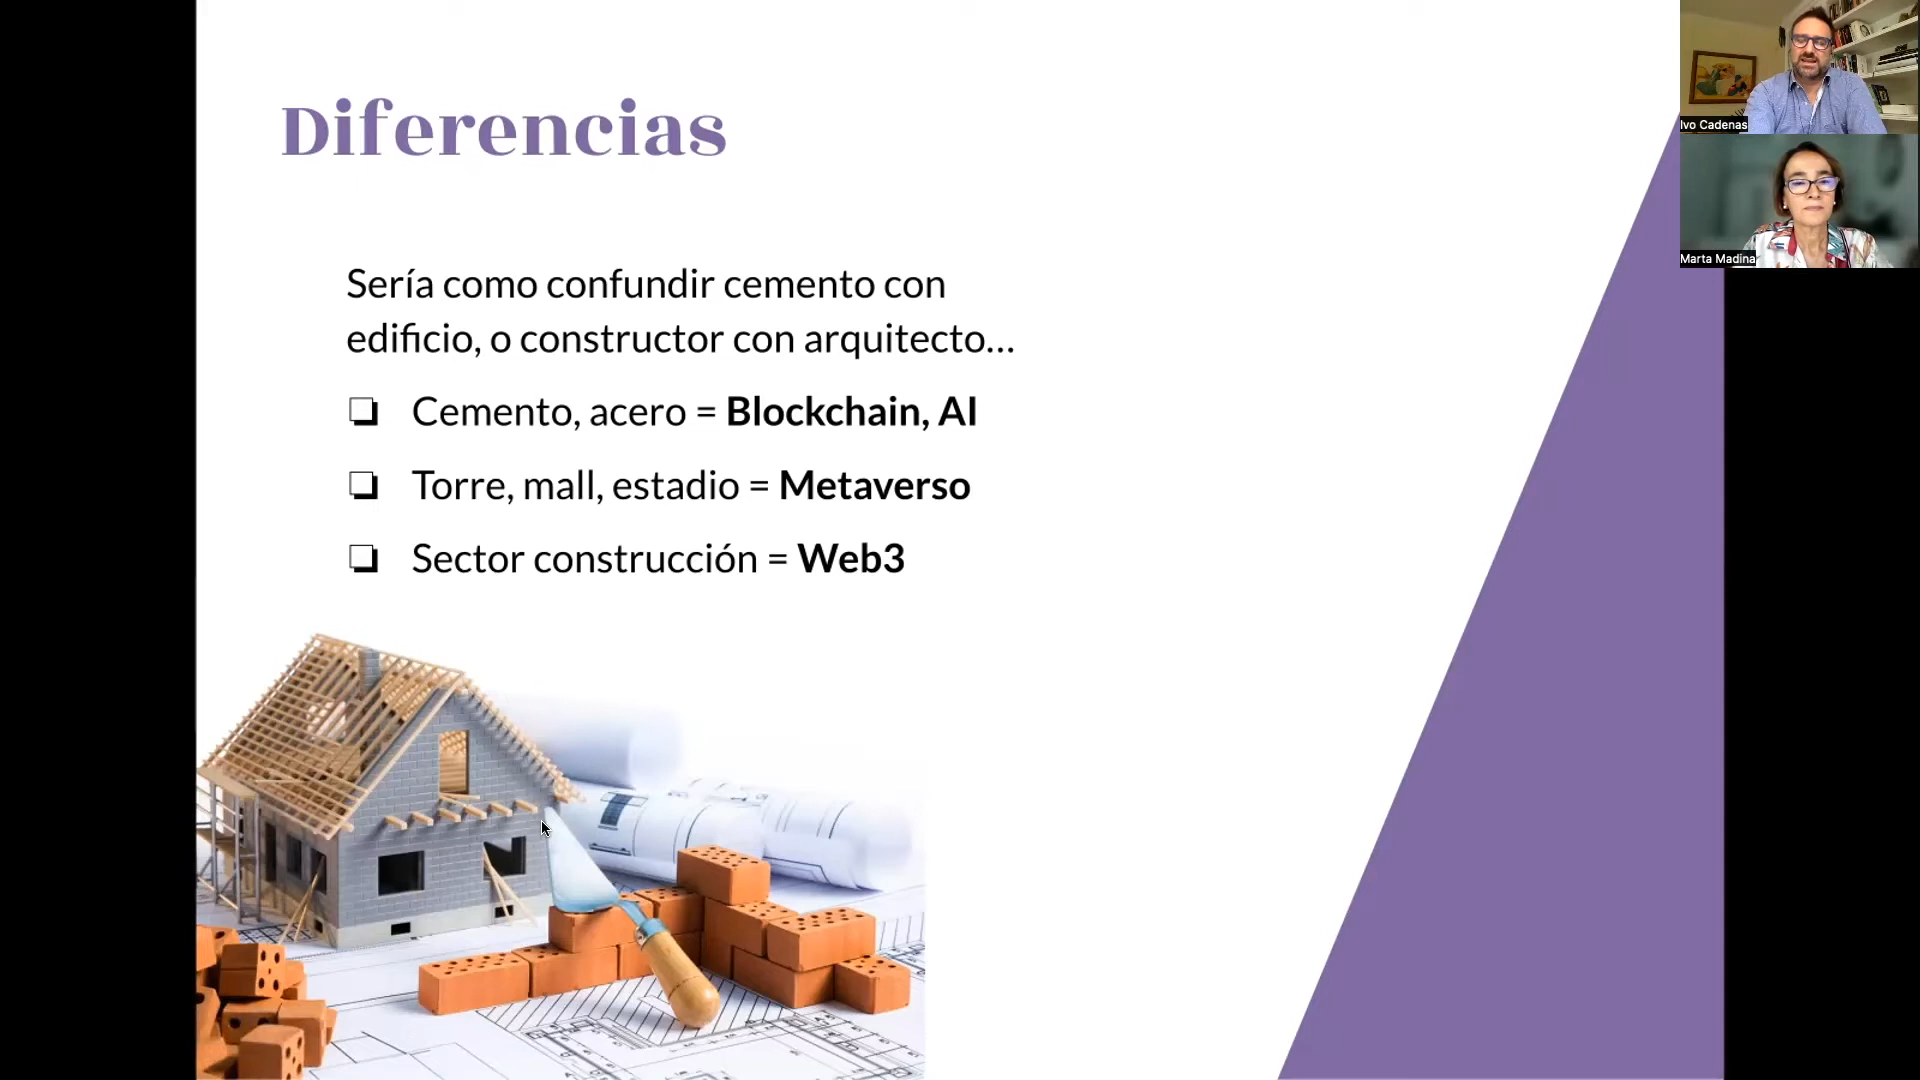 Diferencias
Sería como confundir cemento con
edificio, o constructor con arquitecto...
❏ Cemento, acero = Blockchain, AI
❏ Torre, mall, estadio = Metaverso
❏ Sector construcción = Web3
Ivo Cadenas
Marta Madina